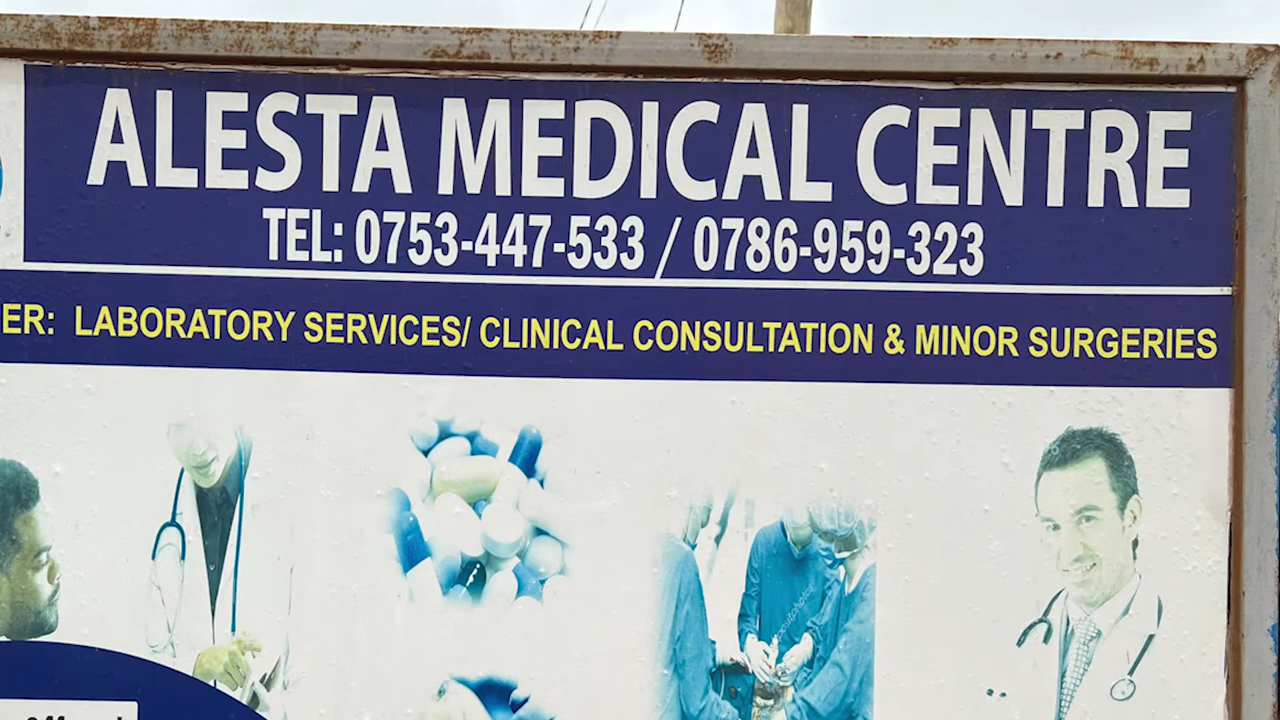 ALESTA MEDICAL CENTRE
TEL: 0753-447-533 / 0786-959-323
ER: LABORATORY SERVICES/ CLINICAL CONSULTATION & MINOR SURGERIES